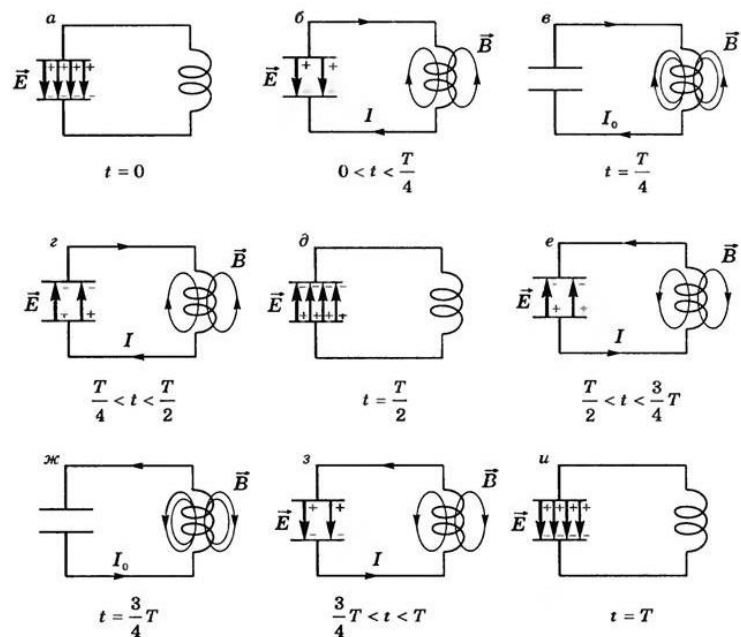 а
+ + + +
E⃗
− − − −
t = 0
б
+ +
− −
B⃗
I
0 < t < T/4
в
B⃗
I₀
t = T/4
г
− −
E⃗
+ +
B⃗
I
T/4 < t < T/2
д
− − − −
E⃗
+ + + +
t = T/2
е
− −
E⃗
+ +
B⃗
I
T/2 < t < 3/4 T
ж
B⃗
I₀
t = 3/4 T
з
+ +
E⃗
− −
B⃗
I
3/4 T < t < T
и
+ + + +
E⃗
− − − −
t = T